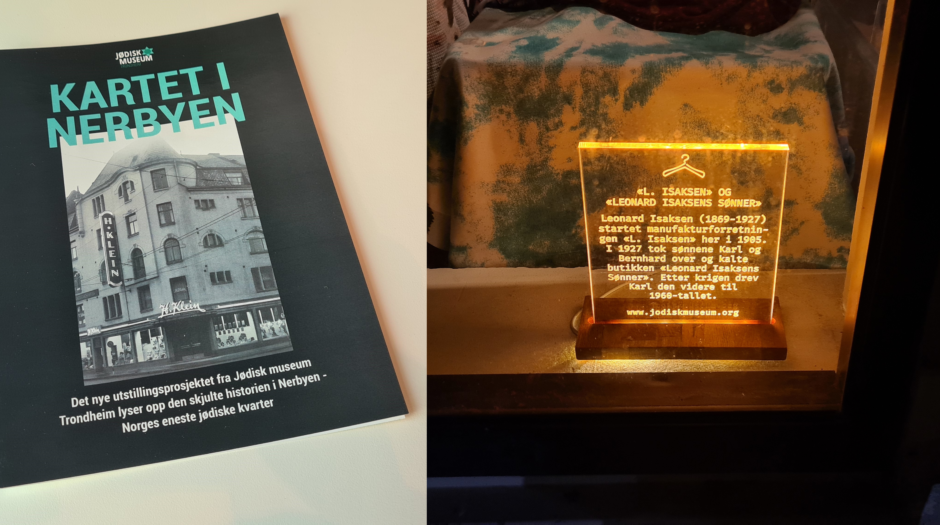 JØDISK
MUSEUM
KARTET I
NERBYEN
H. KLEIN
H. Klein
Det nye utstillingsprosjektet fra Jødisk museum
Trondheim lyser opp den skjulte historien i Nerbyen -
Norges eneste jødiske kvarter
«L. ISAKSEN» OG
«LEONARD ISAKSENS SØNNER»
Leonard Isaksen (1869-1927)
startet manufakturforretnin-
gen «L. Isaksen» her i 1905.
I 1927 tok sønnene Karl og
Bernhard over og kalte
butikken «Leonard Isaksens
Sønner». Etter krigen drev
Karl den videre til
1960-tallet.
www.jodiskmuseum.org